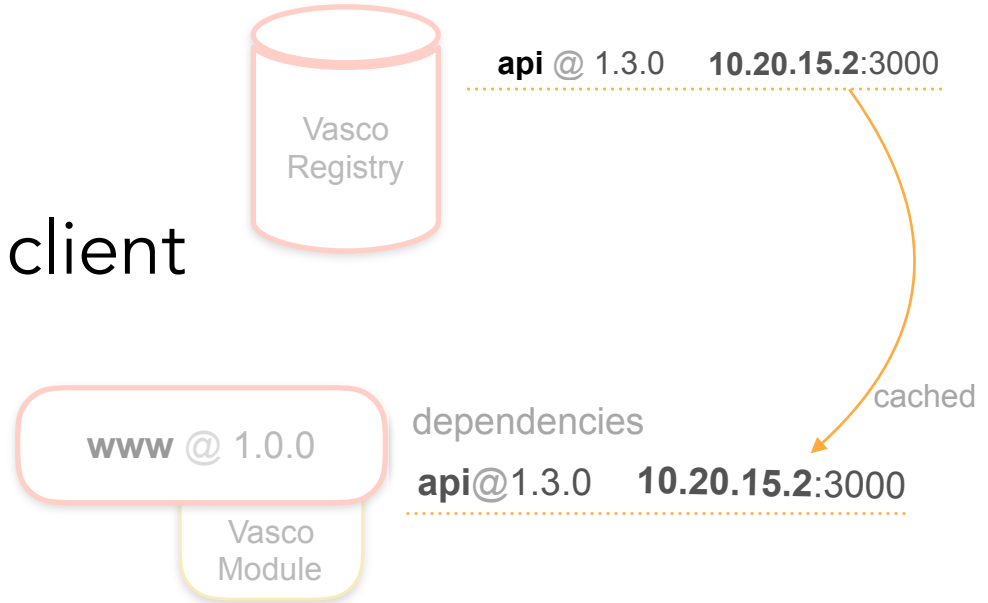 api @ 1.3.0 10.20.15.2:3000
Vasco
Registry
client
cached
dependencies
www @ 1.0.0
api@1.3.0 10.20.15.2:3000
Vasco
Module